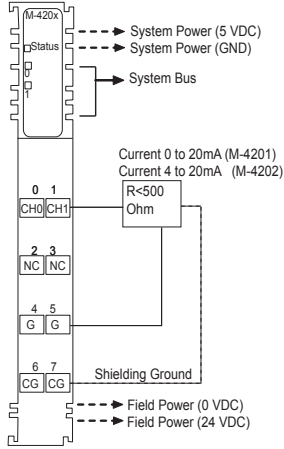 M-420x
Status
0
1
System Power (5 VDC)
System Power (GND)
System Bus
Current 0 to 20mA (M-4201)
Current 4 to 20mA (M-4202)
R<500
Ohm
0 1
CH0 CH1
2 3
NC NC
4 5
G G
6 7
CG CG
Shielding Ground
Field Power (0 VDC)
Field Power (24 VDC)